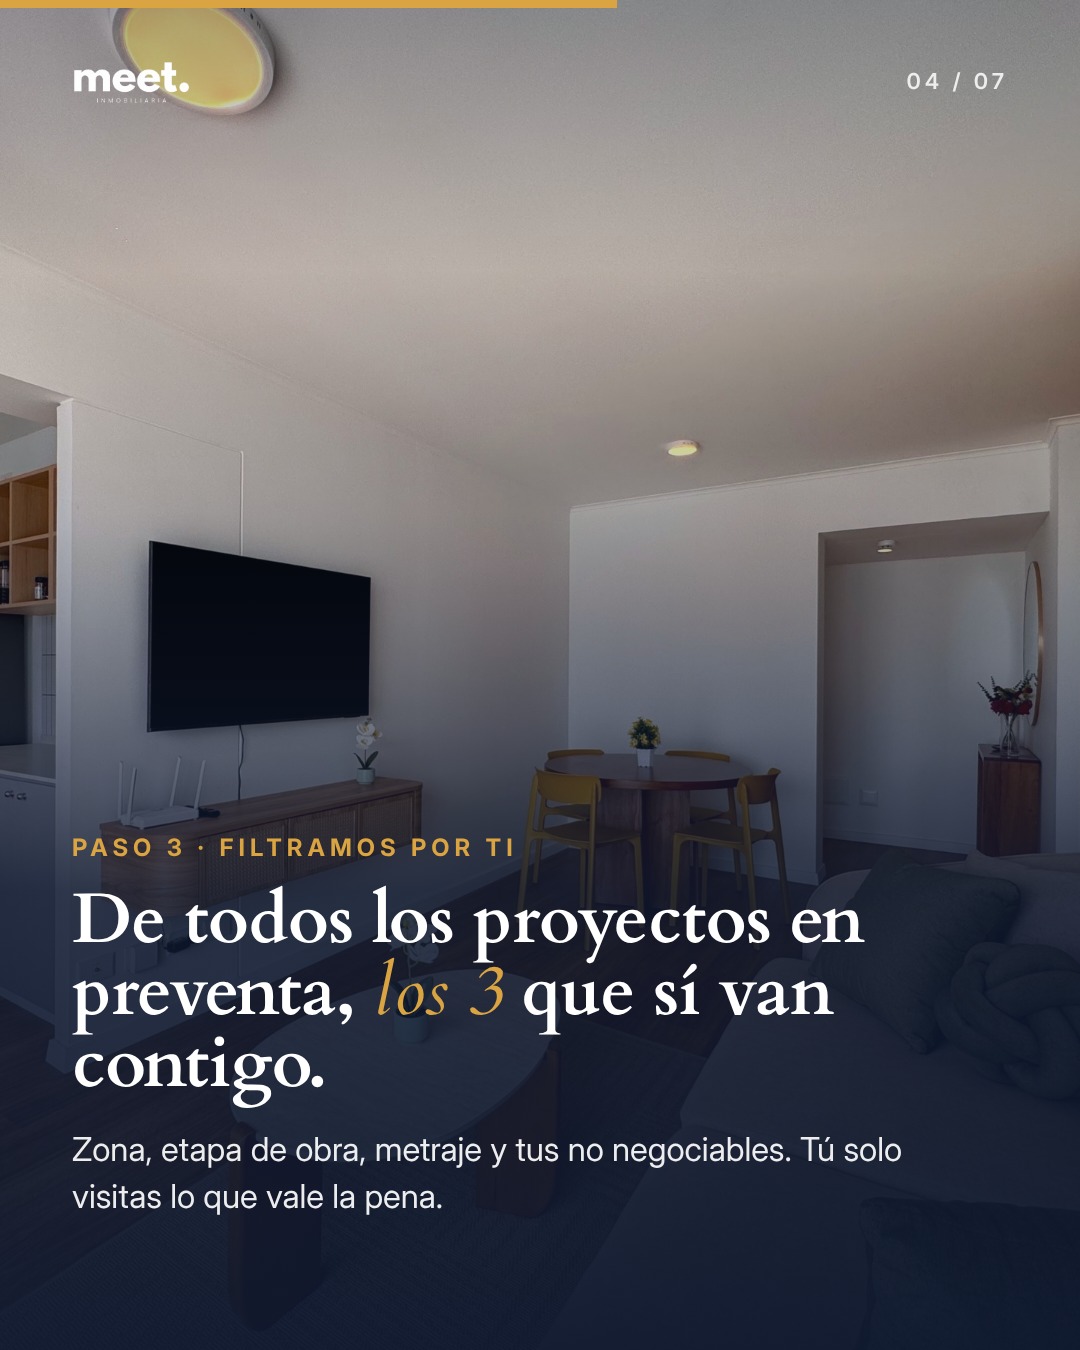 meet.
INMOBILIARIA
04 / 07
PASO 3 · FILTRAMOS POR TI
De todos los proyectos en
preventa, los 3 que sí van
contigo.
Zona, etapa de obra, metraje y tus no negociables. Tú solo
visitas lo que vale la pena.